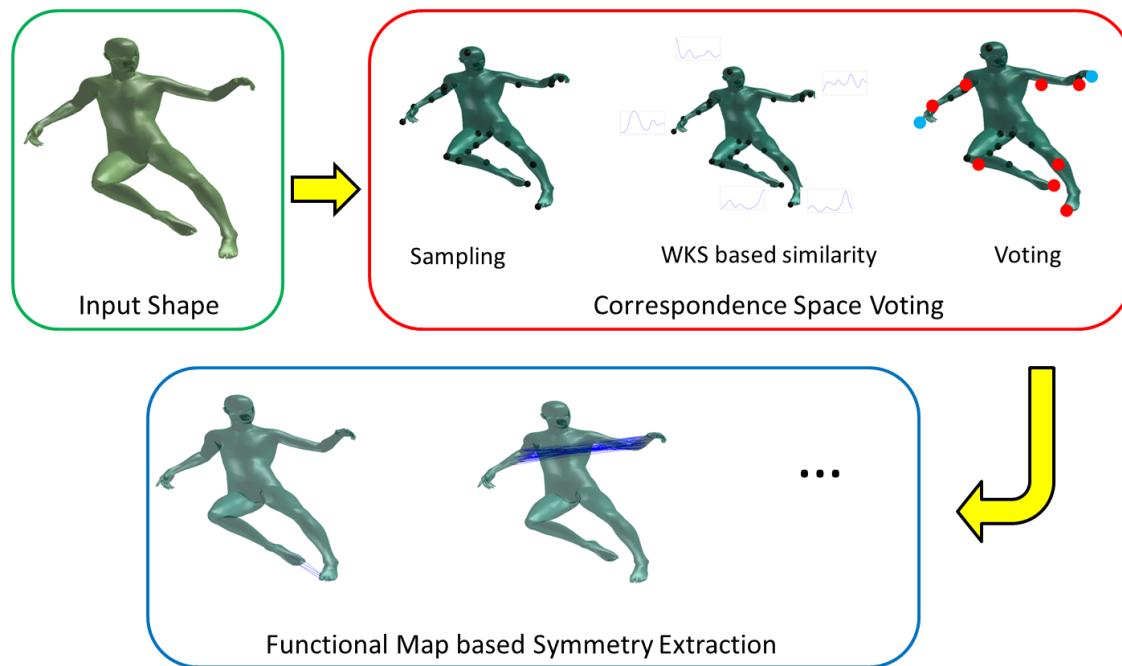 Input Shape
Sampling
WKS based similarity
Voting
Correspondence Space Voting
...
Functional Map based Symmetry Extraction